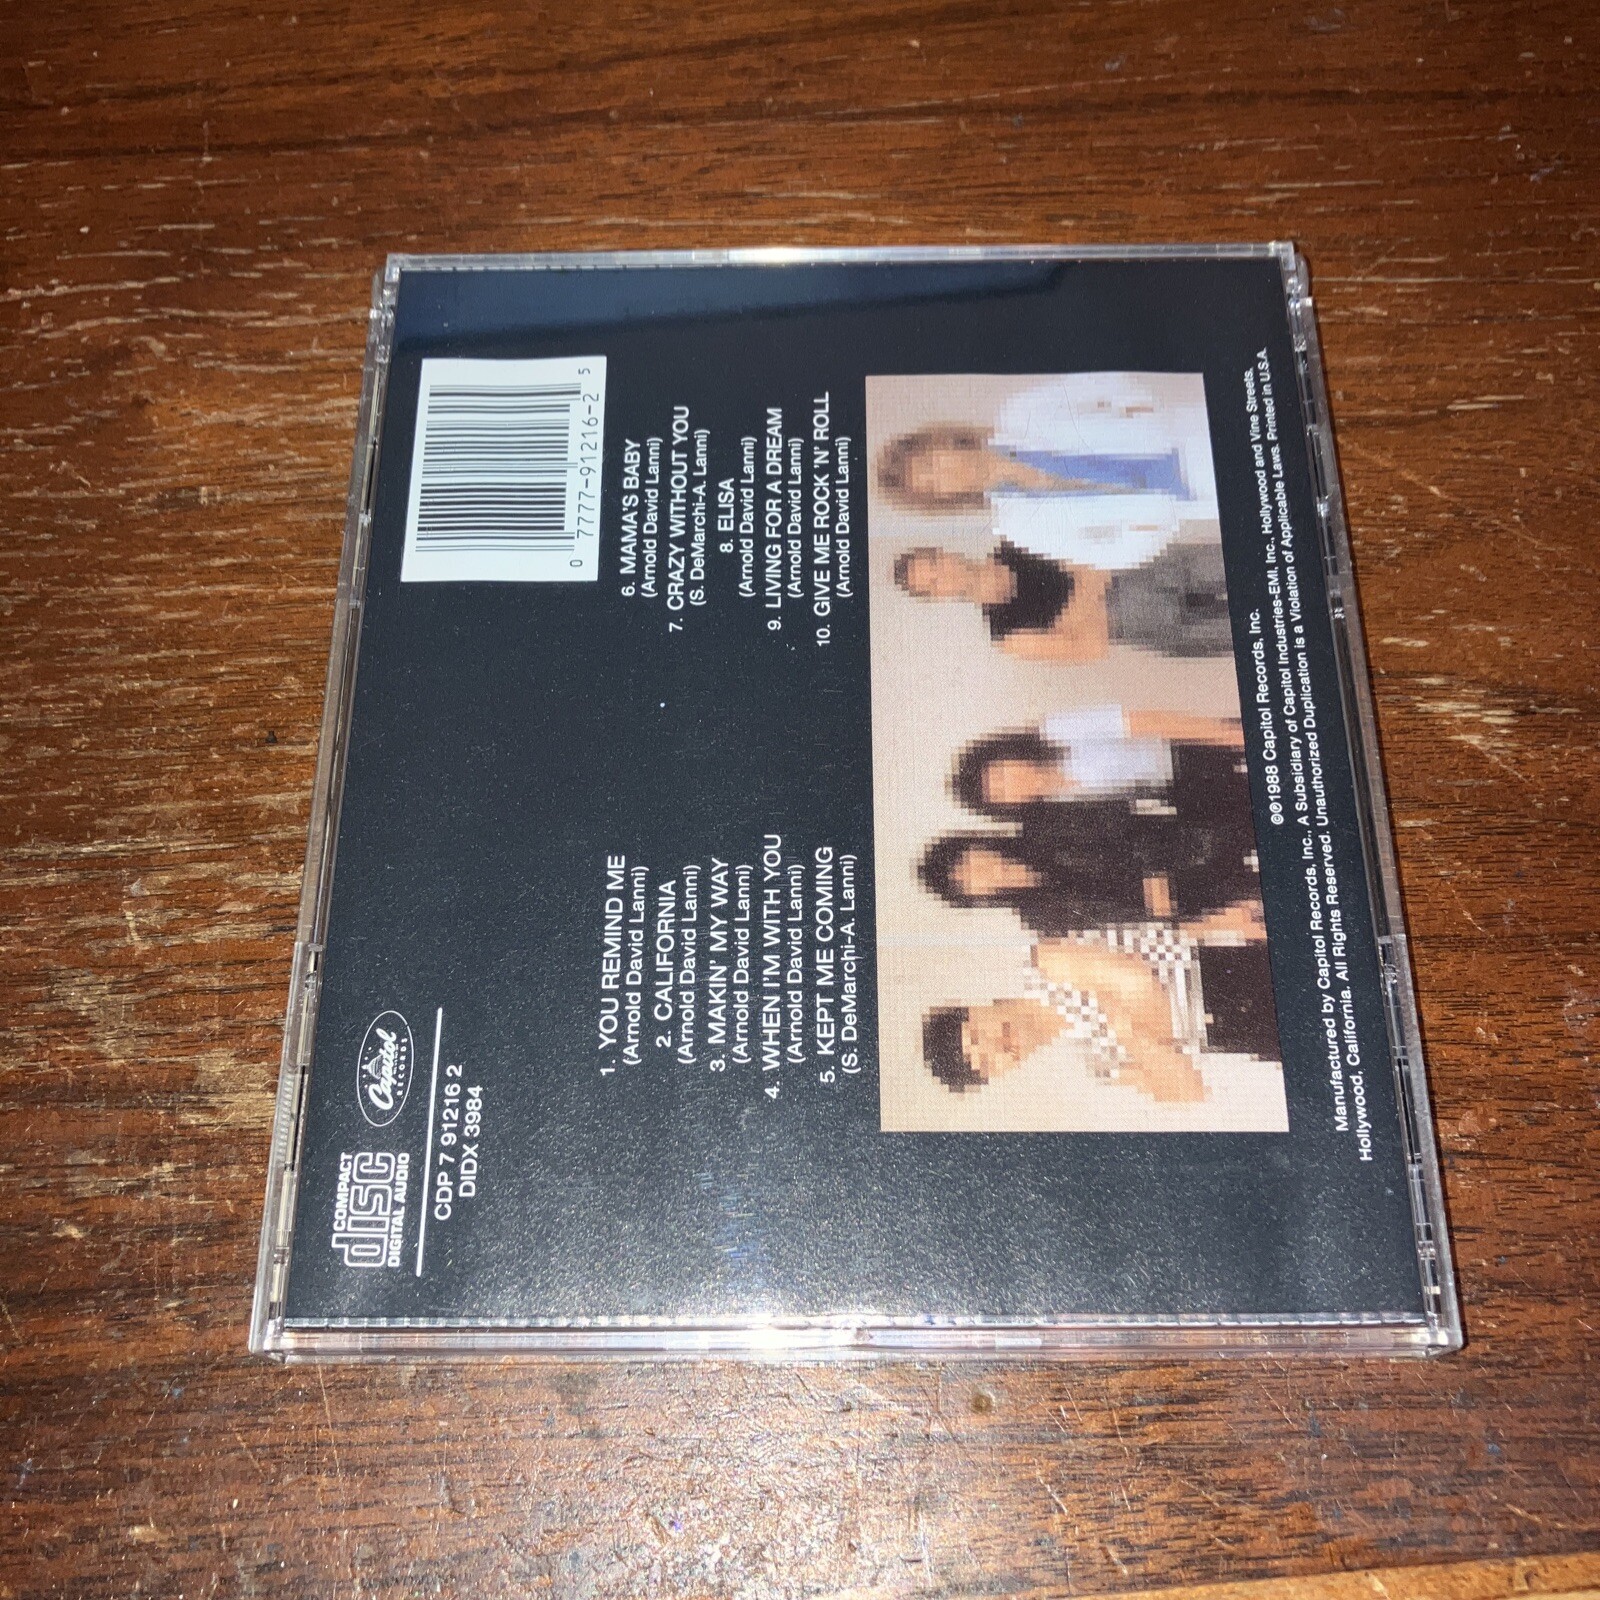 COMPACT
disc
DIGITAL AUDIO
Capitol
RECORDS
CDP 7 91216 2
DIDX 3984
0 7777-91216-2 5
1. YOU REMIND ME
(Arnold David Lanni)
2. CALIFORNIA
(Arnold David Lanni)
3. MAKIN' MY WAY
(Arnold David Lanni)
4. WHEN I'M WITH YOU
(Arnold David Lanni)
5. KEPT ME COMING
(S. DeMarchi-A. Lanni)
6. MAMA'S BABY
(Arnold David Lanni)
7. CRAZY WITHOUT YOU
(S. DeMarchi-A. Lanni)
8. ELISA
(Arnold David Lanni)
9. LIVING FOR A DREAM
(Arnold David Lanni)
10. GIVE ME ROCK 'N' ROLL
(Arnold David Lanni)
©℗1988 Capitol Records, Inc.
Manufactured by Capitol Records, Inc., A Subsidiary of Capitol Industries-EMI, Inc., Hollywood and Vine Streets,
Hollywood, California. All Rights Reserved. Unauthorized Duplication is a Violation of Applicable Laws. Printed in U.S.A.